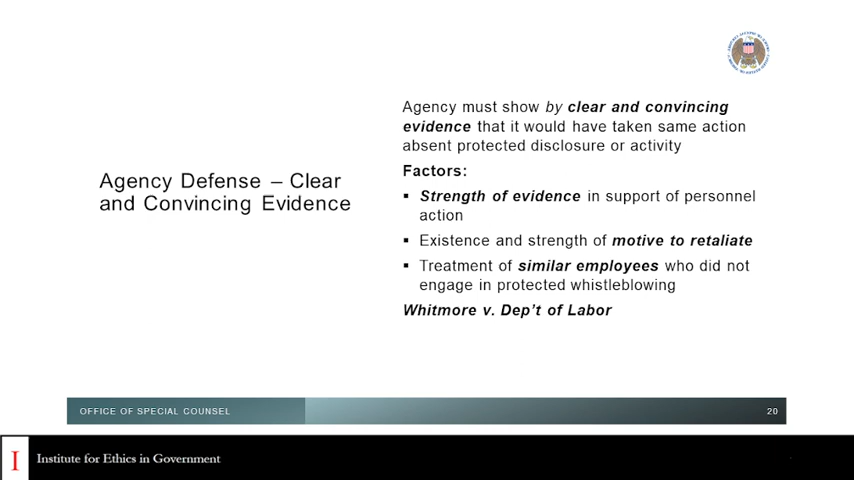 Agency Defense – Clear
and Convincing Evidence
Agency must show by clear and convincing
evidence that it would have taken same action
absent protected disclosure or activity
Factors:
▪ Strength of evidence in support of personnel
action
▪ Existence and strength of motive to retaliate
▪ Treatment of similar employees who did not
engage in protected whistleblowing
Whitmore v. Dep't of Labor
OFFICE OF SPECIAL COUNSEL
20
I
Institute for Ethics in Government